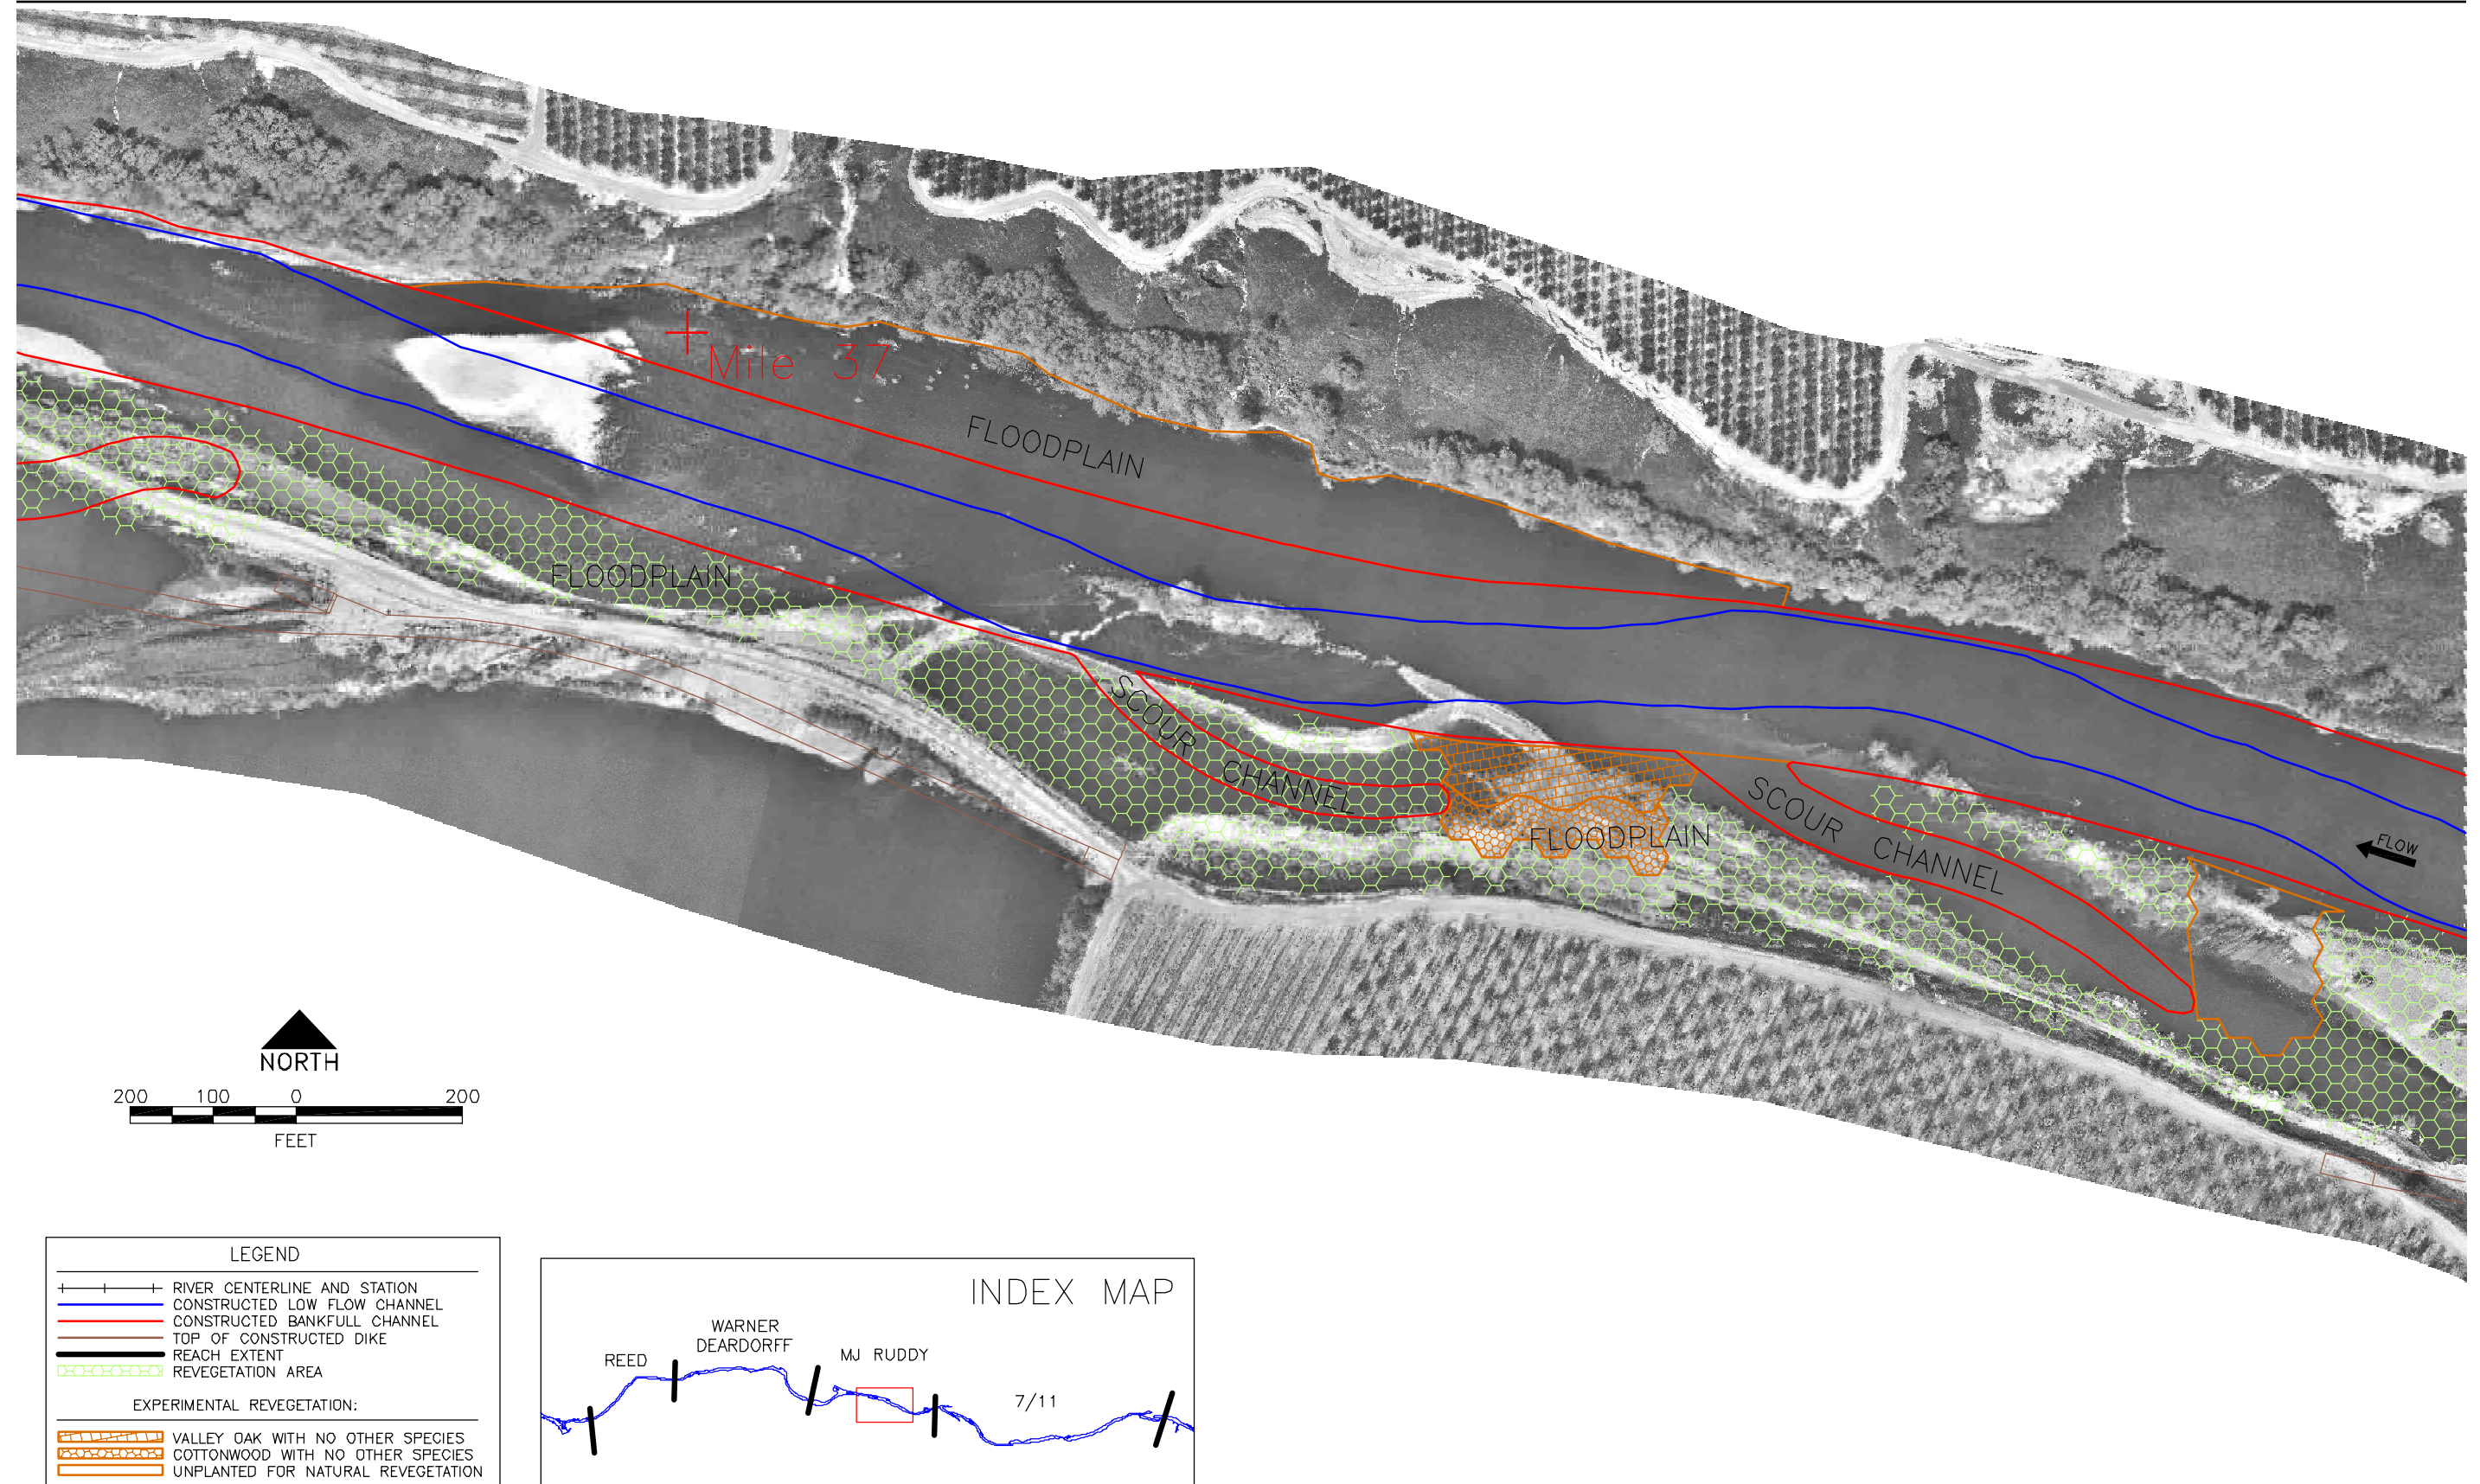 Mile 37
FLOODPLAIN
FLOODPLAIN
SCOUR CHANNEL
FLOODPLAIN
SCOUR CHANNEL
FLOW
NORTH
200 100 0 200
FEET
LEGEND
RIVER CENTERLINE AND STATION
CONSTRUCTED LOW FLOW CHANNEL
CONSTRUCTED BANKFULL CHANNEL
TOP OF CONSTRUCTED DIKE
REACH EXTENT
REVEGETATION AREA
EXPERIMENTAL REVEGETATION:
VALLEY OAK WITH NO OTHER SPECIES
COTTONWOOD WITH NO OTHER SPECIES
UNPLANTED FOR NATURAL REVEGETATION
INDEX MAP
REED
WARNER
DEARDORFF
MJ RUDDY
7/11